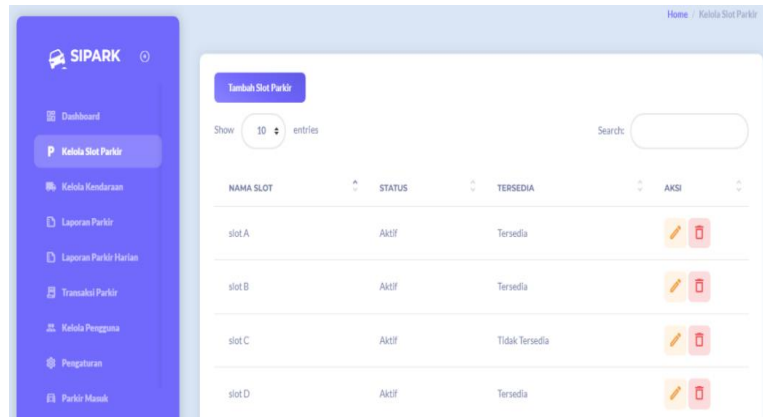 Home / Kelola Slot Parkir
SIPARK
Dashboard
Kelola Slot Parkir
Kelola Kendaraan
Laporan Parkir
Laporan Parkir Harian
Transaksi Parkir
Kelola Pengguna
Pengaturan
Parkir Masuk
Tambah Slot Parkir
Show 10 entries Search:
NAMA SLOT STATUS TERSEDIA AKSI
slot A Aktif Tersedia
slot B Aktif Tersedia
slot C Aktif Tidak Tersedia
slot D Aktif Tersedia